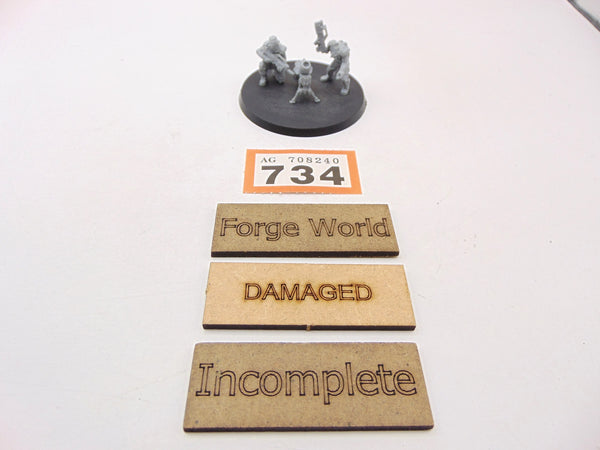 AG 708240
734
Forge World
DAMAGED
Incomplete